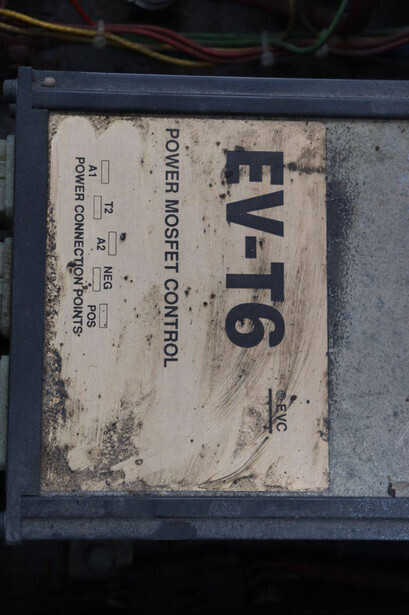 EV-T6
© EVC
POWER MOSFET CONTROL
T2 NEG POS
A1 A2
POWER CONNECTION POINTS